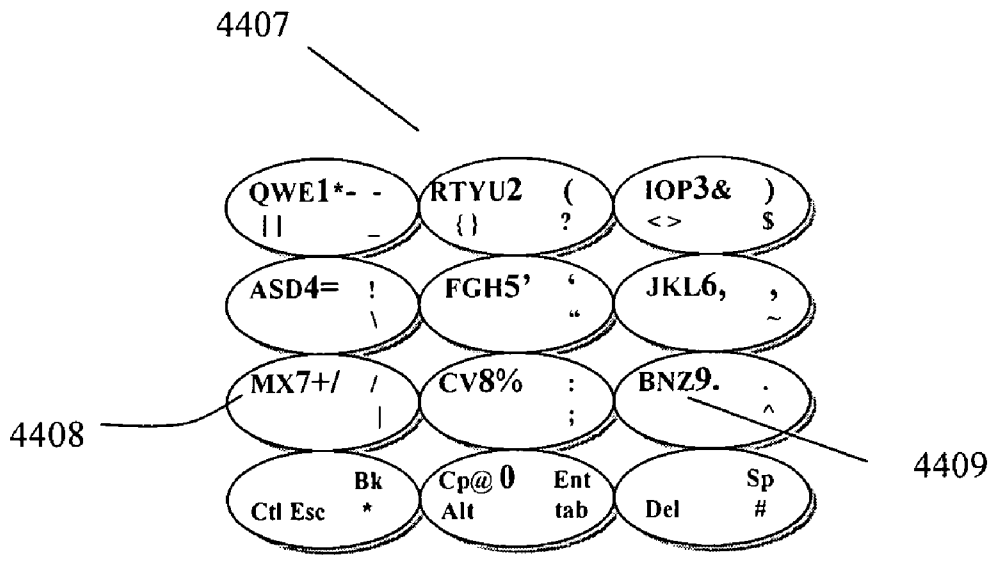 4407
QWE1*- - RTYU2 ( IOP3& )
|| _ {} ? <> $
ASD4= ! FGH5’ ‘ JKL6, ,
\ “ ~
MX7+/ / CV8% : BNZ9. .
| ; ^
4408 4409
Bk Cp@ 0 Ent Sp
Ctl Esc * Alt tab Del #